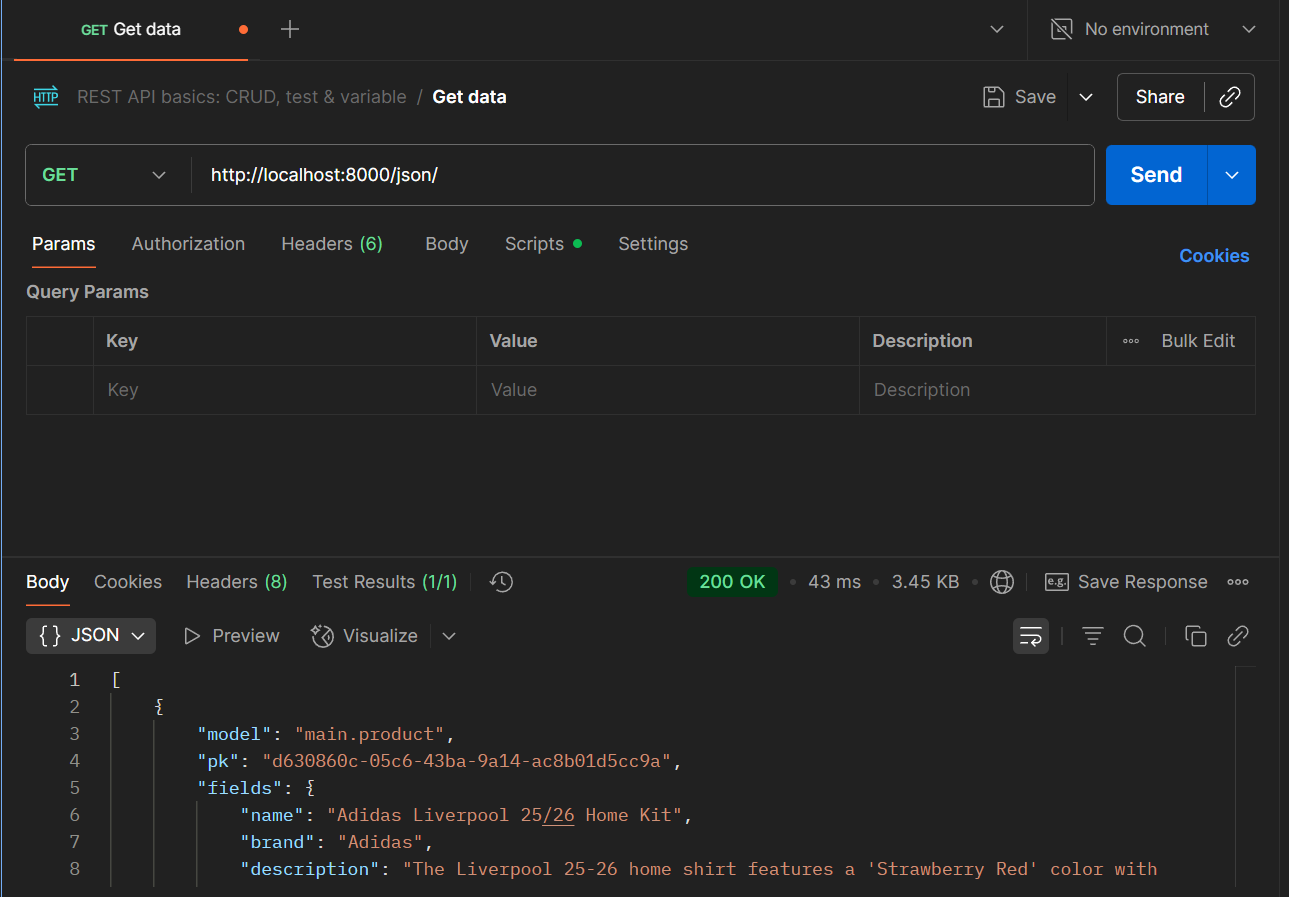 GET Get data
No environment
HTTP REST API basics: CRUD, test & variable / Get data
Save
Share
GET http://localhost:8000/json/
Send
Params Authorization Headers (6) Body Scripts Settings
Cookies
Query Params
Key Value Description Bulk Edit
Key Value Description
Body Cookies Headers (8) Test Results (1/1) 200 OK • 43 ms • 3.45 KB • e.g. Save Response
{} JSON Preview Visualize
1 [
2 {
3 "model": "main.product",
4 "pk": "d630860c-05c6-43ba-9a14-ac8b01d5cc9a",
5 "fields": {
6 "name": "Adidas Liverpool 25/26 Home Kit",
7 "brand": "Adidas",
8 "description": "The Liverpool 25-26 home shirt features a 'Strawberry Red' color with